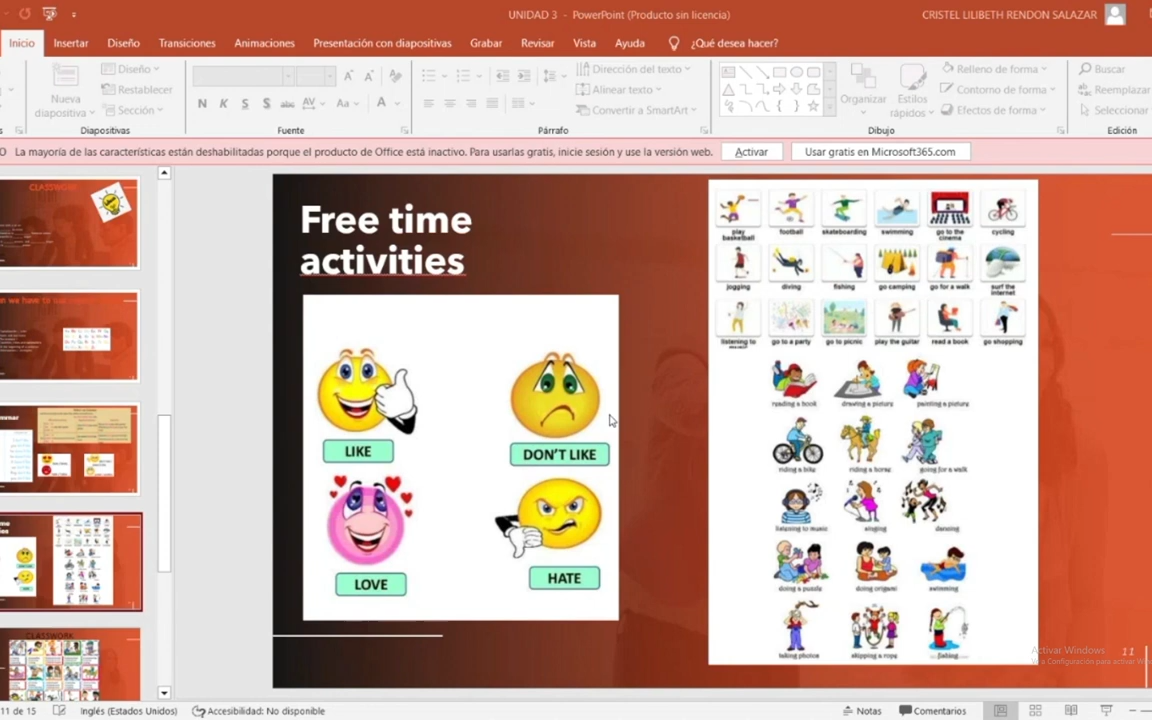 UNIDAD 3 - PowerPoint (Producto sin licencia)
CRISTEL LILIBETH RENDON SALAZAR
Inicio Insertar Diseño Transiciones Animaciones Presentación con diapositivas Grabar Revisar Vista Ayuda ¿Qué desea hacer?
Nueva diapositiva
Diseño
Restablecer
Sección
N K S S abc AV Aa A
Dirección del texto
Alinear texto
Convertir a SmartArt
Organizar
Estilos rápidos
Relleno de forma
Contorno de forma
Efectos de forma
Buscar
Reemplazar
Seleccionar
Diapositivas Fuente Párrafo Dibujo Edición
La mayoría de las características están deshabilitadas porque el producto de Office está inactivo. Para usarlas gratis, inicie sesión y use la versión web.
Activar
Usar gratis en Microsoft365.com
CLASSWORK
CLASSWORK
Free time
activities
LIKE
DON'T LIKE
LOVE
HATE
play basketball football skateboarding swimming go to the cinema cycling
jogging diving fishing go camping go for a walk surf the internet
listening to go to a party go to picnic play the guitar read a book go shopping
reading a book drawing a picture painting a picture
riding a bike riding a horse going for a walk
listening to music singing dancing
doing a puzzle doing origami swimming
taking photos skipping a rope fishing
Activar Windows
11
11 de 15 Inglés (Estados Unidos) Accesibilidad: No disponible
Notas Comentarios